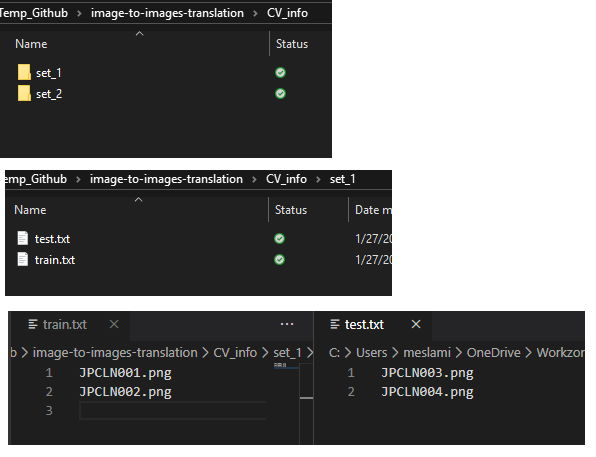 Temp_Github > image-to-images-translation > CV_info
Name Status
set_1
set_2
emp_Github > image-to-images-translation > CV_info > set_1
Name Status Date m
test.txt 1/27/20
train.txt 1/27/20
train.txt × ...
b > image-to-images-translation > CV_info > set_1 >
1 JPCLN001.png
2 JPCLN002.png
3
test.txt ×
C: > Users > meslami > OneDrive > Workzon
1 JPCLN003.png
2 JPCLN004.png